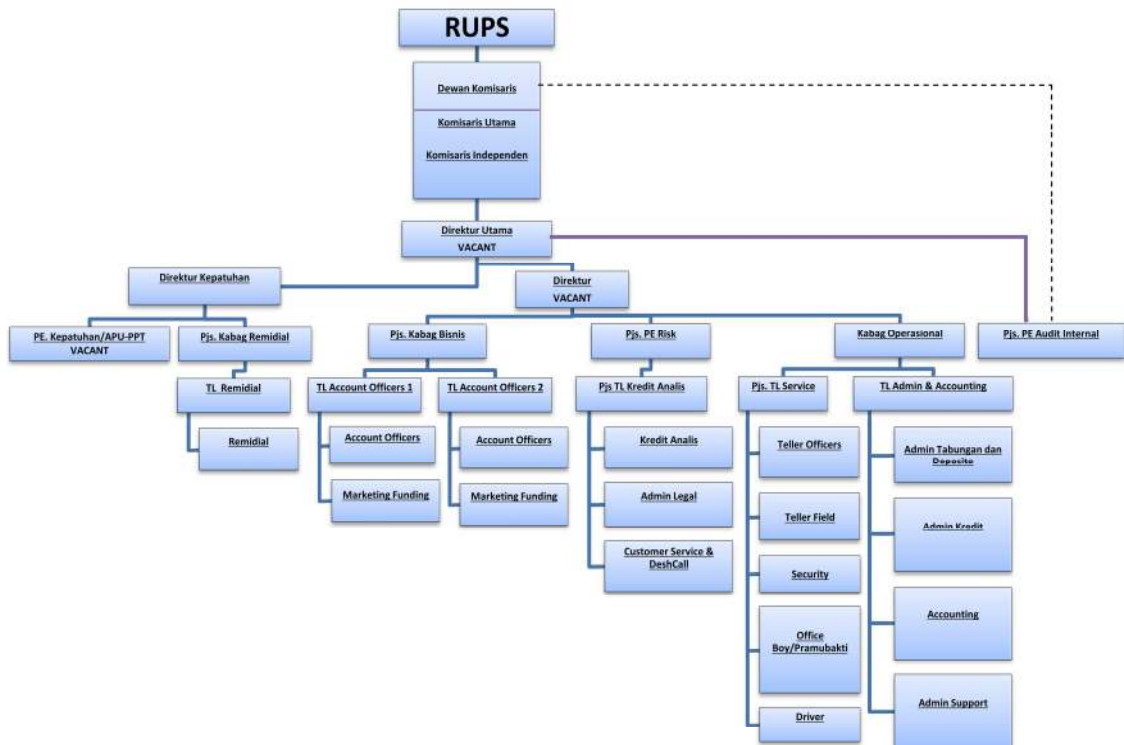 RUPS
Dewan Komisaris
Komisaris Utama
Komisaris Independen
Direktur Utama
VACANT
Direktur Kepatuhan
Direktur
VACANT
PE. Kepatuhan/APU-PPT
VACANT
Pjs. Kabag Remidial
Pjs. Kabag Bisnis
Pjs. PE Risk
Kabag Operasional
Pjs. PE Audit Internal
TL Remidial
TL Account Officers 1
TL Account Officers 2
Pjs TL Kredit Analis
Pjs. TL Service
TL Admin & Accounting
Remidial
Account Officers
Account Officers
Kredit Analis
Teller Officers
Admin Tabungan dan
Deposito
Marketing Funding
Marketing Funding
Admin Legal
Teller Field
Admin Kredit
Customer Service &
DeshCall
Security
Accounting
Office
Boy/Pramubakti
Admin Support
Driver